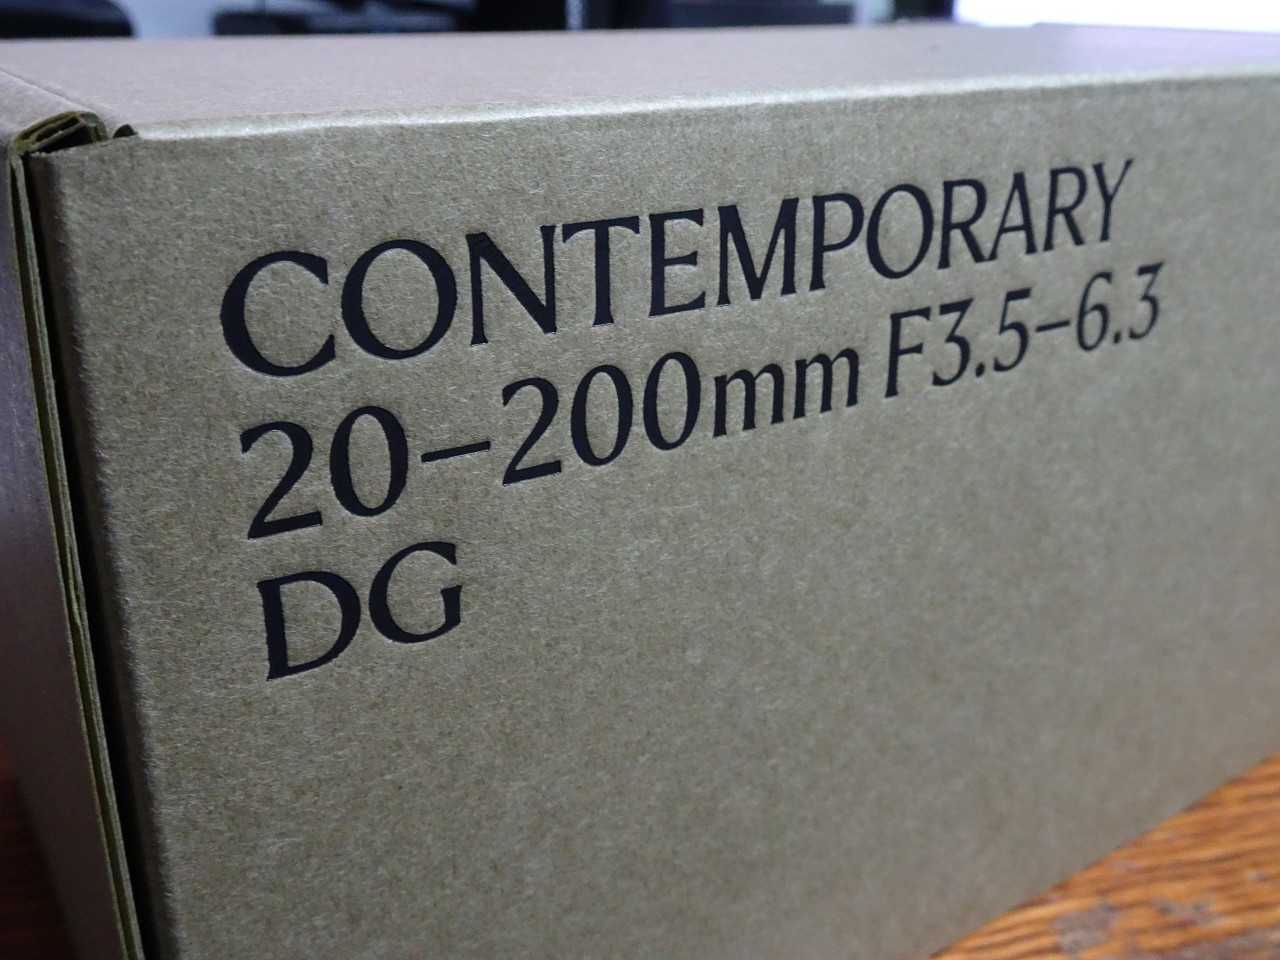 CONTEMPORARY
20–200mm F3.5–6.3
DG